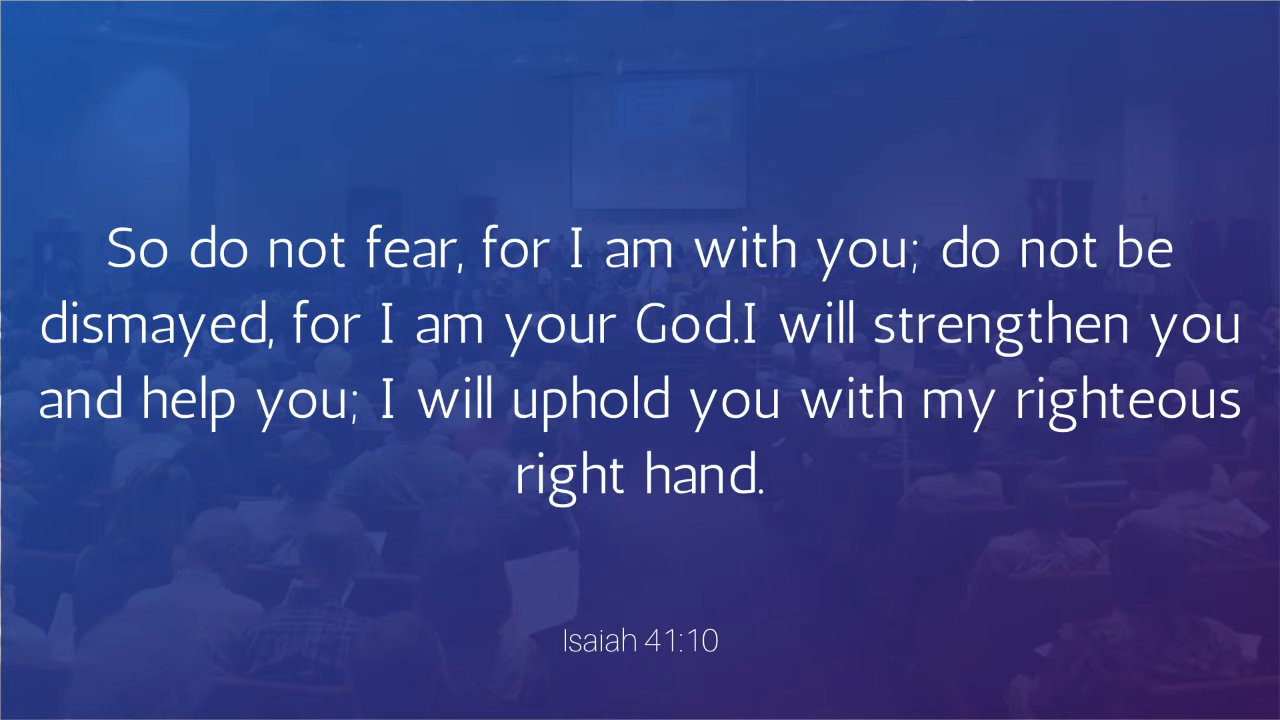 So do not fear, for I am with you; do not be
dismayed, for I am your God.I will strengthen you
and help you; I will uphold you with my righteous
right hand.
Isaiah 41:10